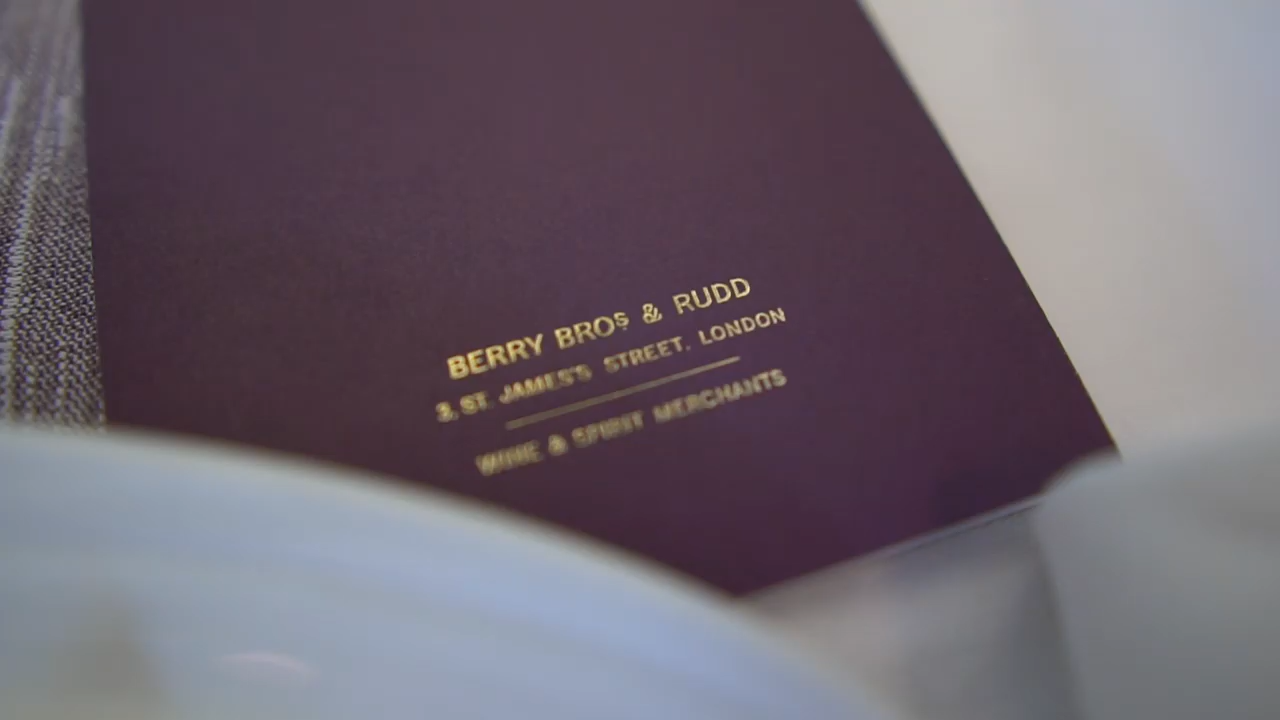 BERRY BROS & RUDD
3, ST. JAMES'S STREET, LONDON
WINE & SPIRIT MERCHANTS